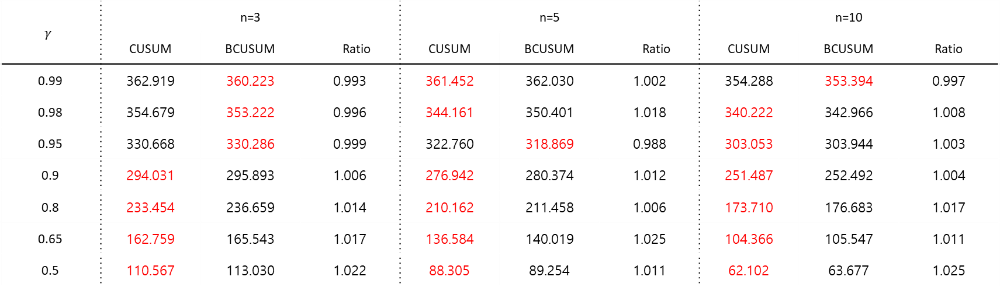 γ n=3 n=5 n=10
CUSUM BCUSUM Ratio CUSUM BCUSUM Ratio CUSUM BCUSUM Ratio
0.99 362.919 360.223 0.993 361.452 362.030 1.002 354.288 353.394 0.997
0.98 354.679 353.222 0.996 344.161 350.401 1.018 340.222 342.966 1.008
0.95 330.668 330.286 0.999 322.760 318.869 0.988 303.053 303.944 1.003
0.9 294.031 295.893 1.006 276.942 280.374 1.012 251.487 252.492 1.004
0.8 233.454 236.659 1.014 210.162 211.458 1.006 173.710 176.683 1.017
0.65 162.759 165.543 1.017 136.584 140.019 1.025 104.366 105.547 1.011
0.5 110.567 113.030 1.022 88.305 89.254 1.011 62.102 63.677 1.025